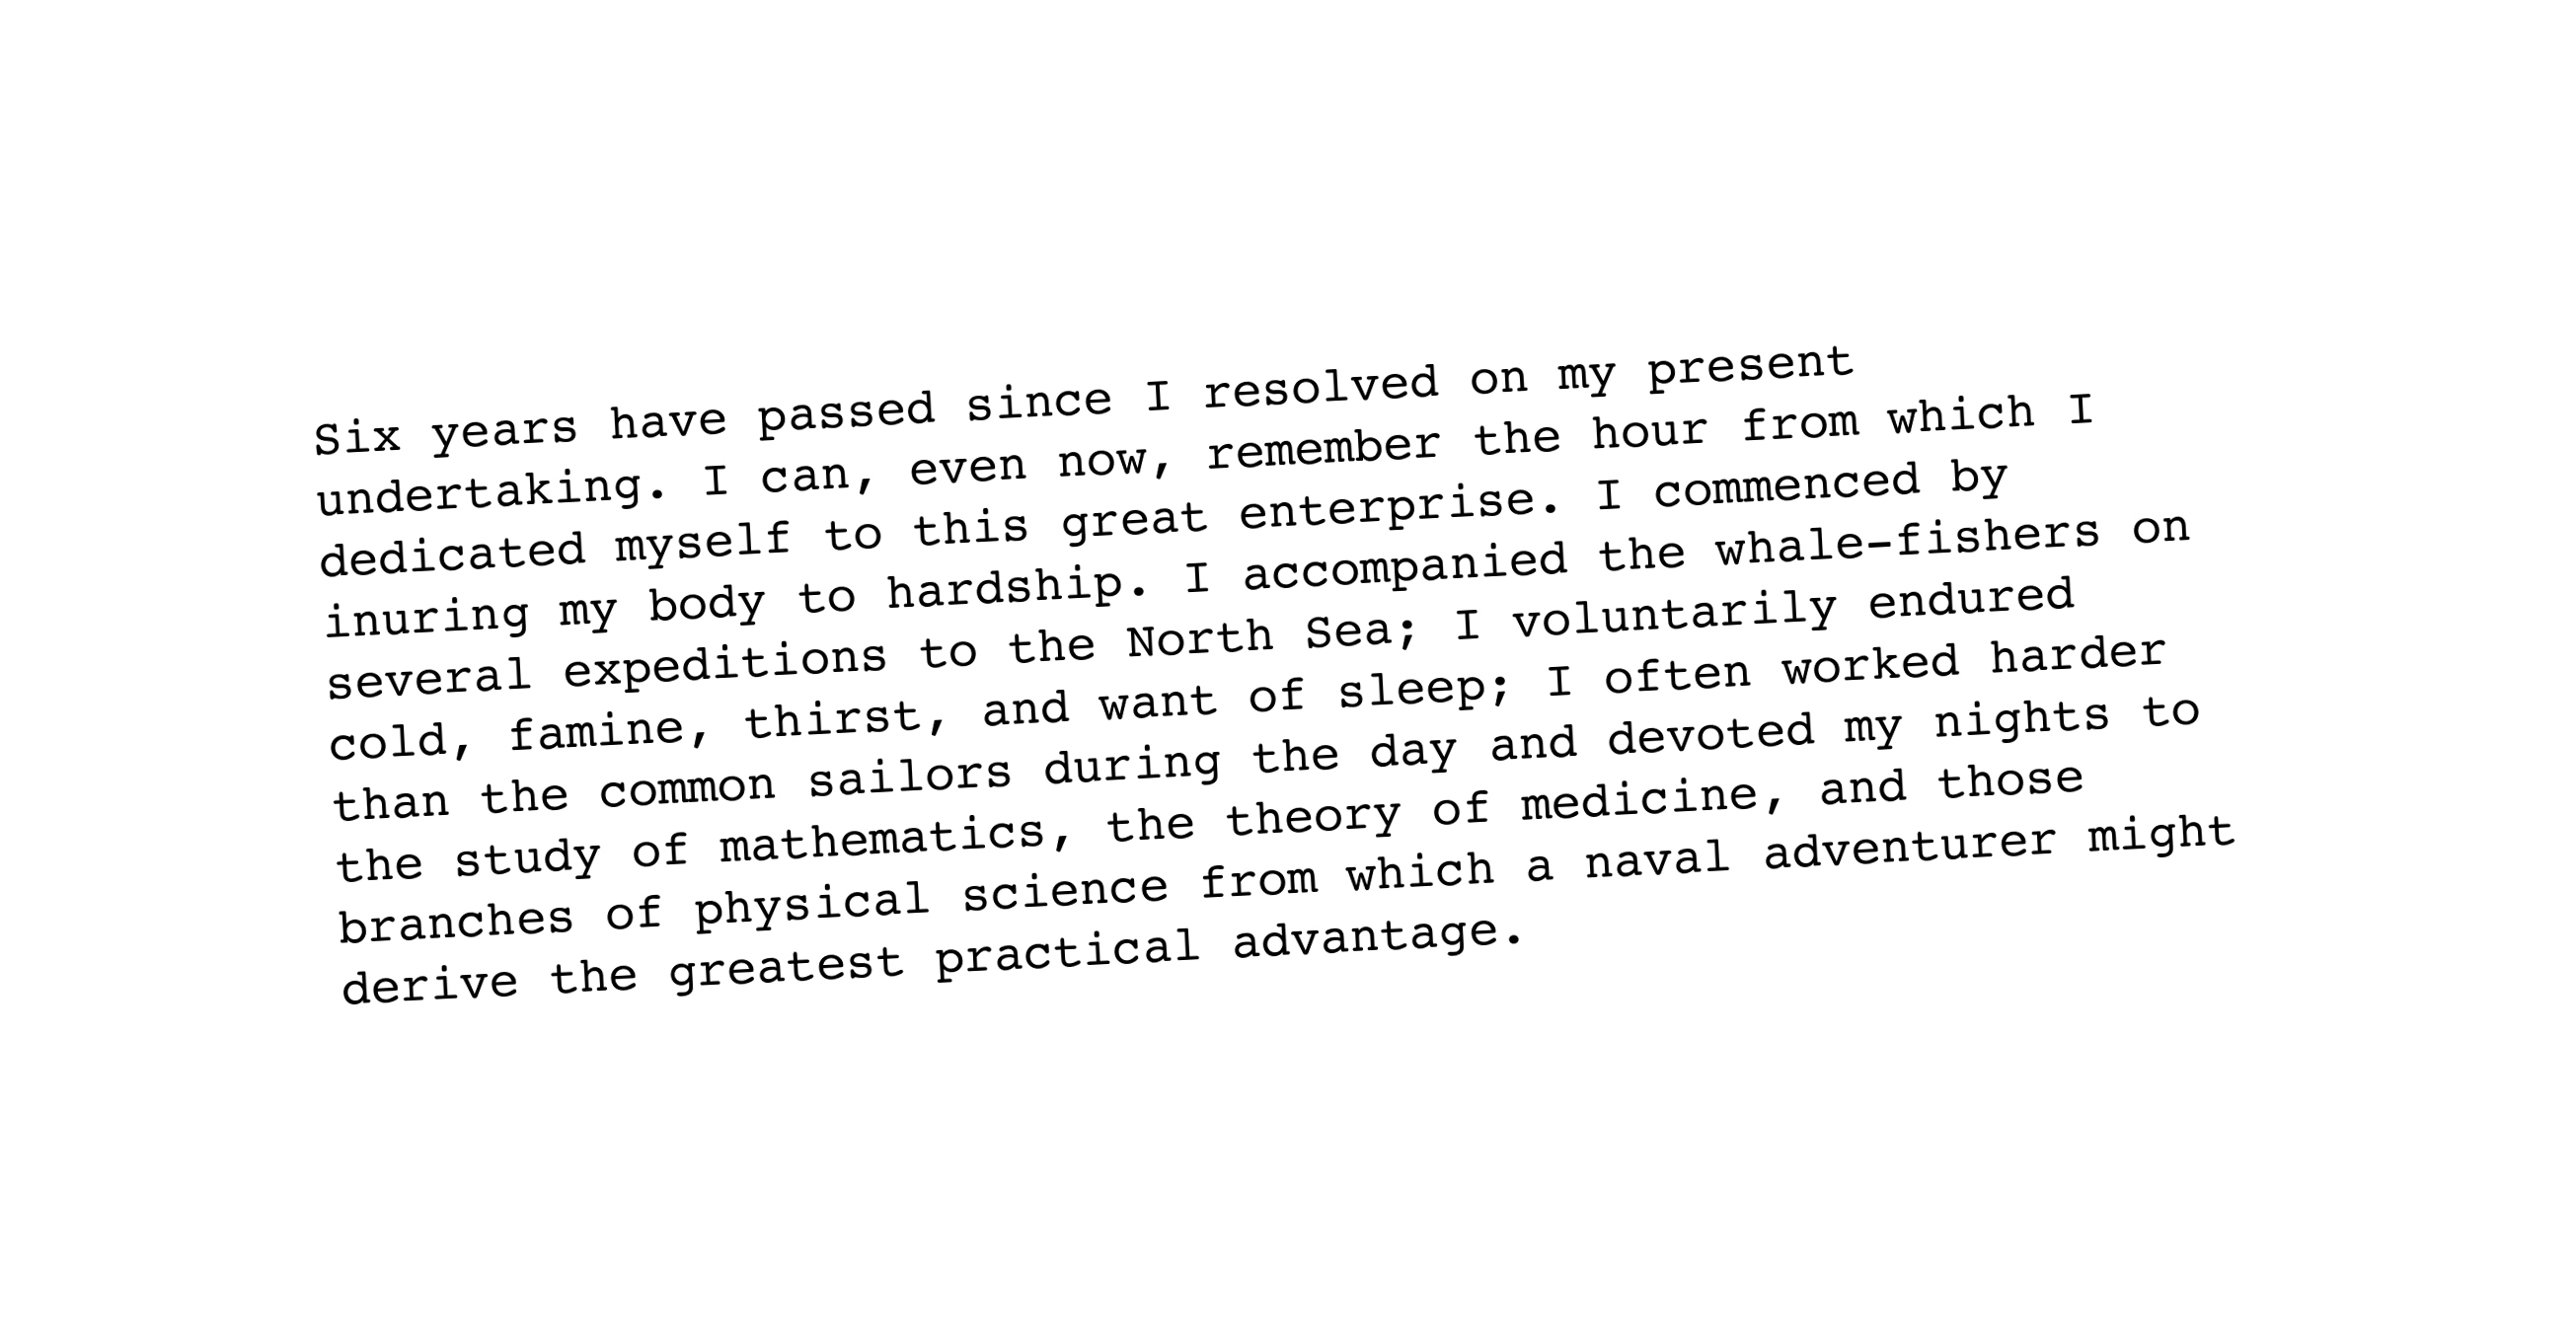 Six years have passed since I resolved on my present
undertaking. I can, even now, remember the hour from which I
dedicated myself to this great enterprise. I commenced by
inuring my body to hardship. I accompanied the whale-fishers on
several expeditions to the North Sea; I voluntarily endured
cold, famine, thirst, and want of sleep; I often worked harder
than the common sailors during the day and devoted my nights to
the study of mathematics, the theory of medicine, and those
branches of physical science from which a naval adventurer might
derive the greatest practical advantage.